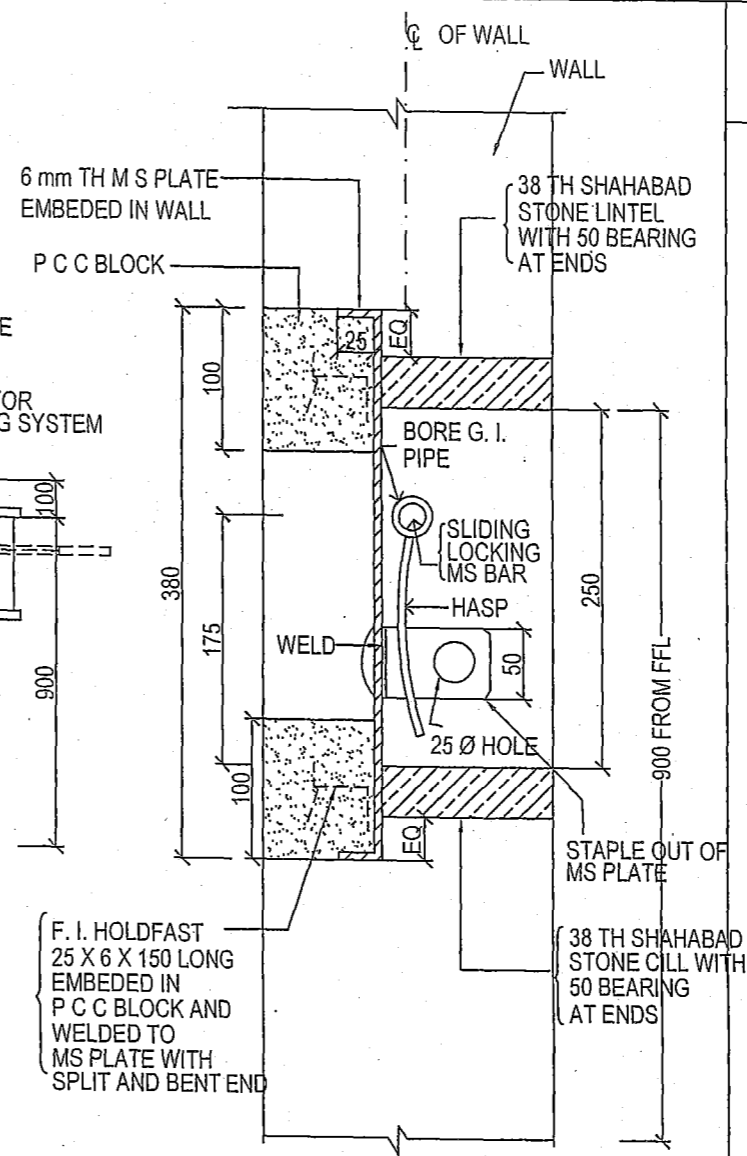 ℄ OF WALL
WALL
6 mm TH M S PLATE
EMBEDED IN WALL
38 TH SHAHABAD
STONE LINTEL
WITH 50 BEARING
AT ENDS
P C C BLOCK
E
OR
G SYSTEM
25
EQ
100
BORE G. I.
PIPE
100
SLIDING
LOCKING
MS BAR
HASP
380
175
250
WELD
50
900
25 Ø HOLE
900 FROM FFL
100
EQ
STAPLE OUT OF
MS PLATE
F. I. HOLDFAST
25 X 6 X 150 LONG
EMBEDED IN
P C C BLOCK AND
WELDED TO
MS PLATE WITH
SPLIT AND BENT END
38 TH SHAHABAD
STONE CILL WITH
50 BEARING
AT ENDS